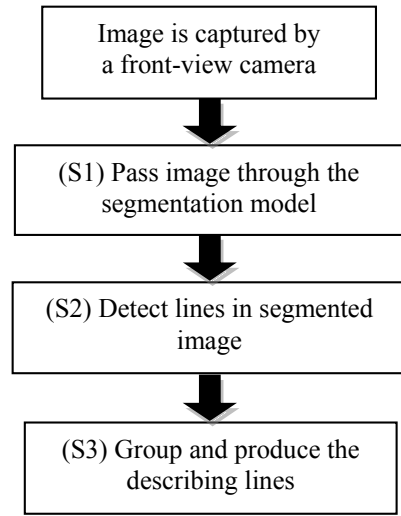 Image is captured by
a front-view camera
(S1) Pass image through the
segmentation model
(S2) Detect lines in segmented
image
(S3) Group and produce the
describing lines